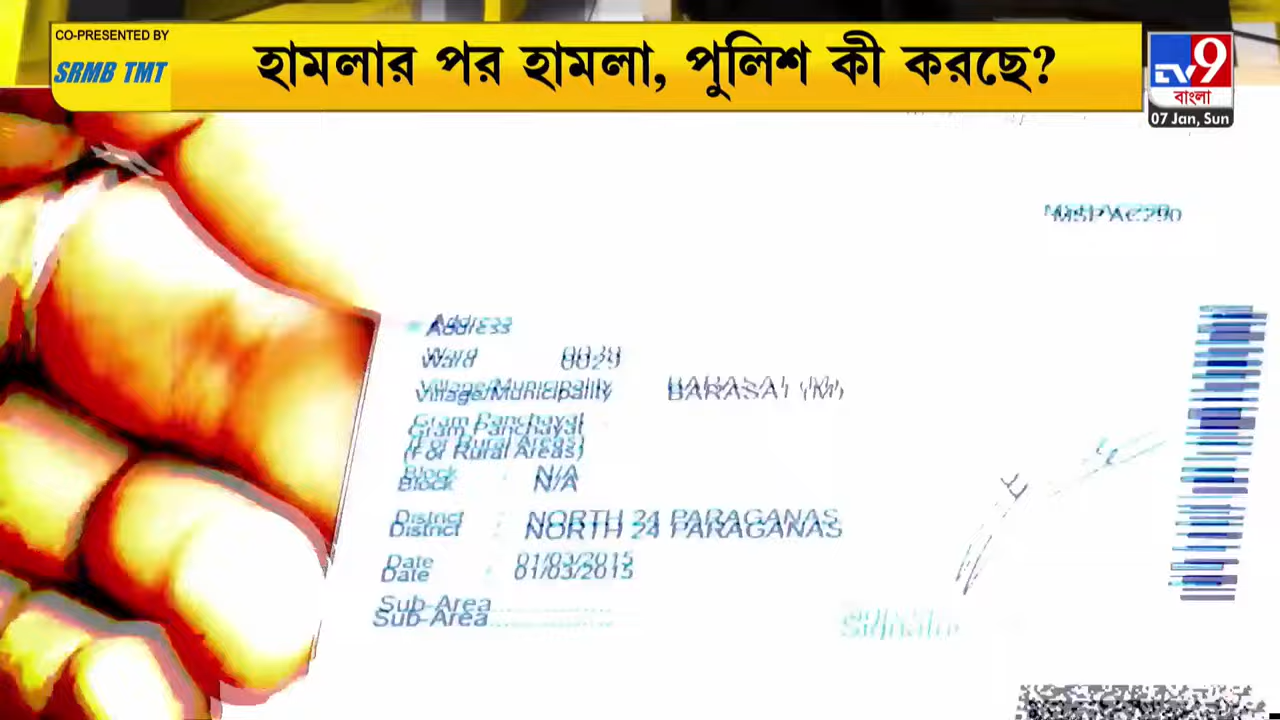 CO-PRESENTED BY
SRMB TMT
হামলার পর হামলা, পুলিশ কী করছে?
TV9
বাংলা
07 Jan, Sun
Address
Ward
Village/Municipality : BARASAT (M)
Gram Panchayat
(For Rural Areas)
Block : N/A
District : NORTH 24 PARAGANAS
Date : 01/03/2015
Sub-Area